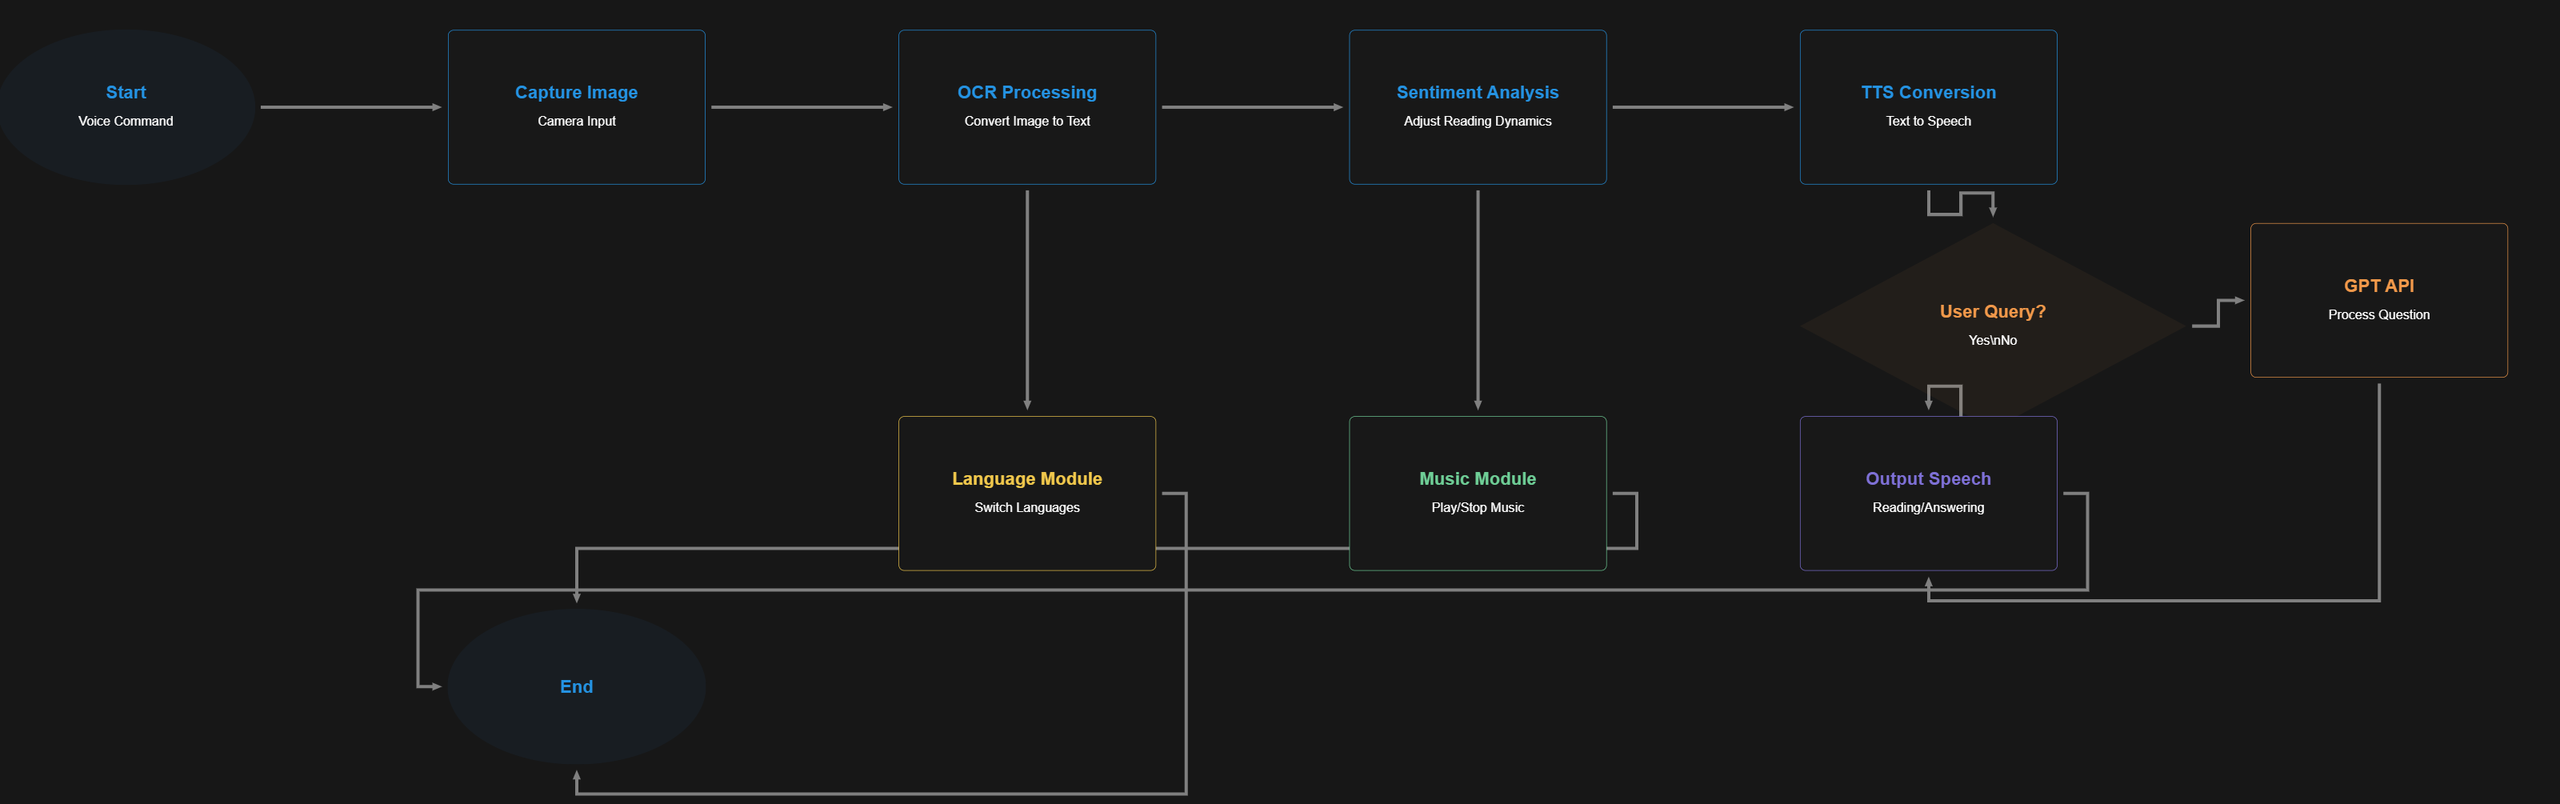 Start
Voice Command
Capture Image
Camera Input
OCR Processing
Convert Image to Text
Sentiment Analysis
Adjust Reading Dynamics
TTS Conversion
Text to Speech
User Query?
Yes\nNo
GPT API
Process Question
Language Module
Switch Languages
Music Module
Play/Stop Music
Output Speech
Reading/Answering
End